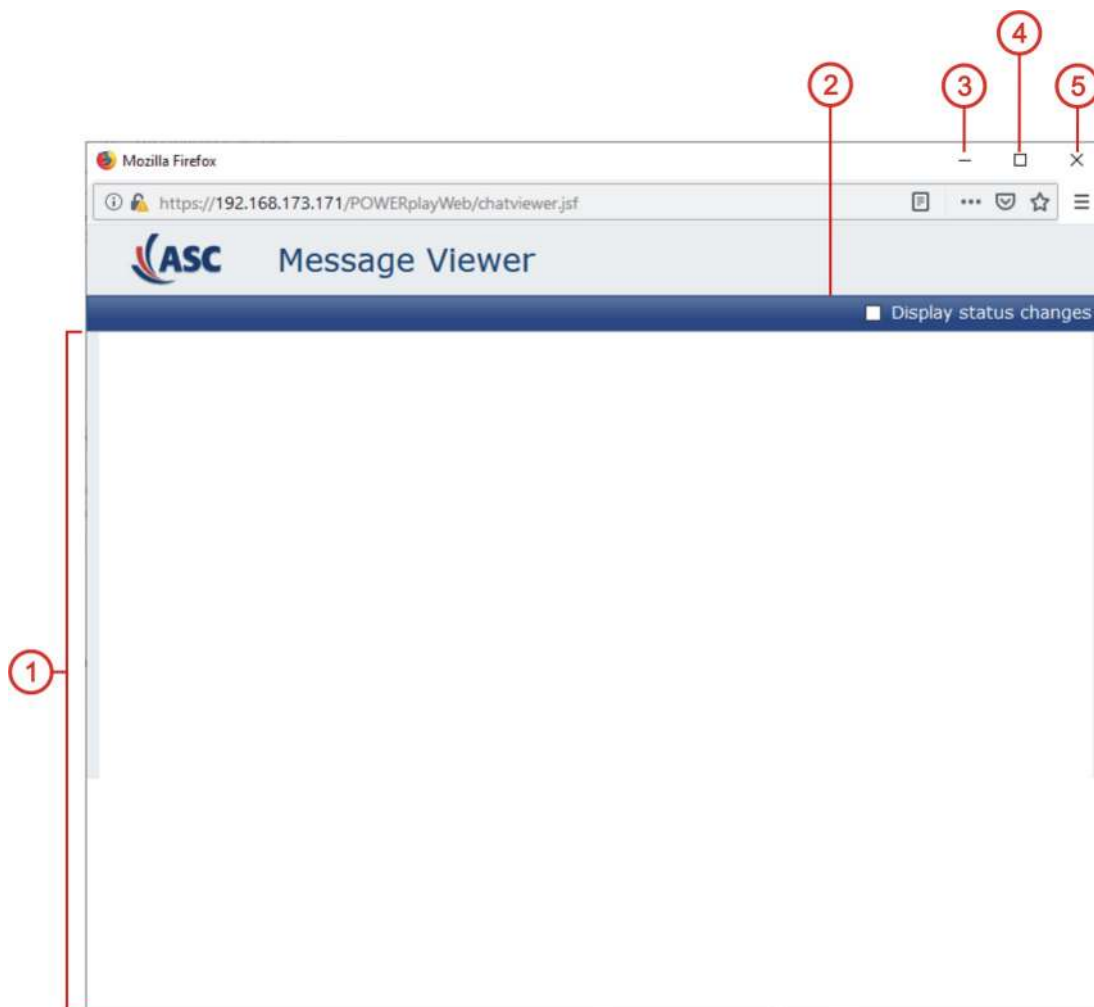 4
2
3
5
Mozilla Firefox
https://192.168.173.171/POWERplayWeb/chatviewer.jsf
ASC Message Viewer
Display status changes
1